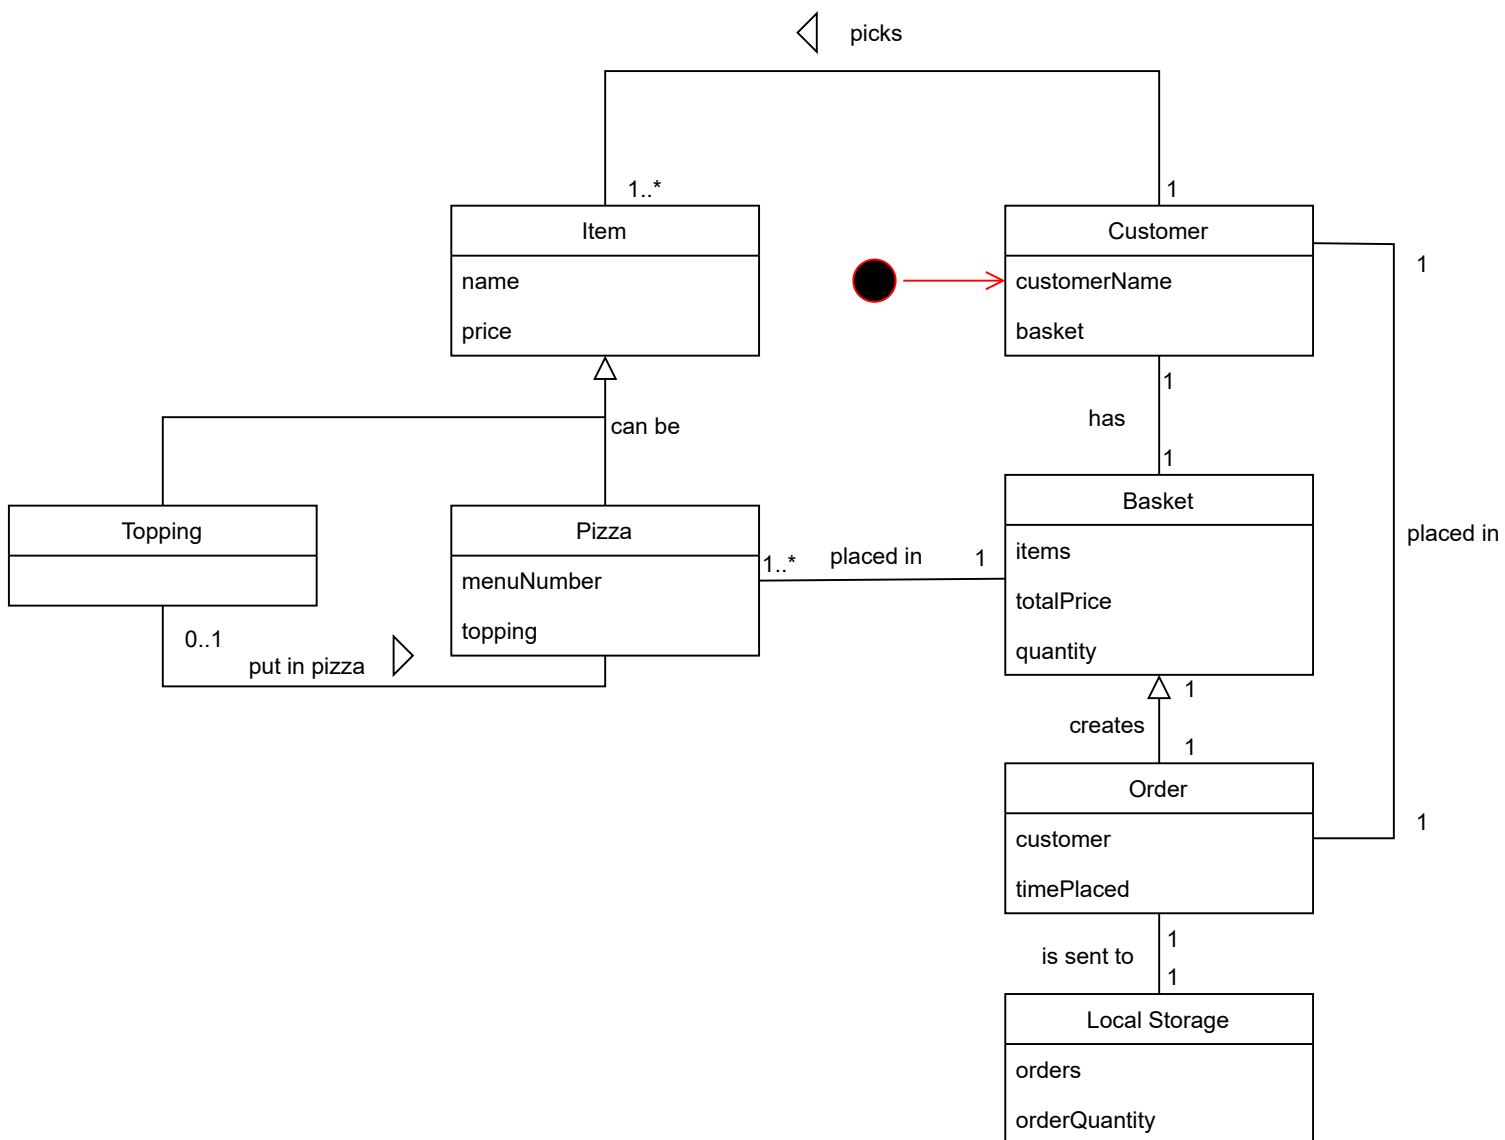 picks
1..*
1
Item
Customer
1
name
customerName
price
basket
1
has
can be
1
Basket
Topping
Pizza
placed in
items
1..*
placed in
1
menuNumber
totalPrice
topping
0..1
quantity
put in pizza
1
creates
1
Order
1
customer
timePlaced
1
is sent to
1
Local Storage
orders
orderQuantity